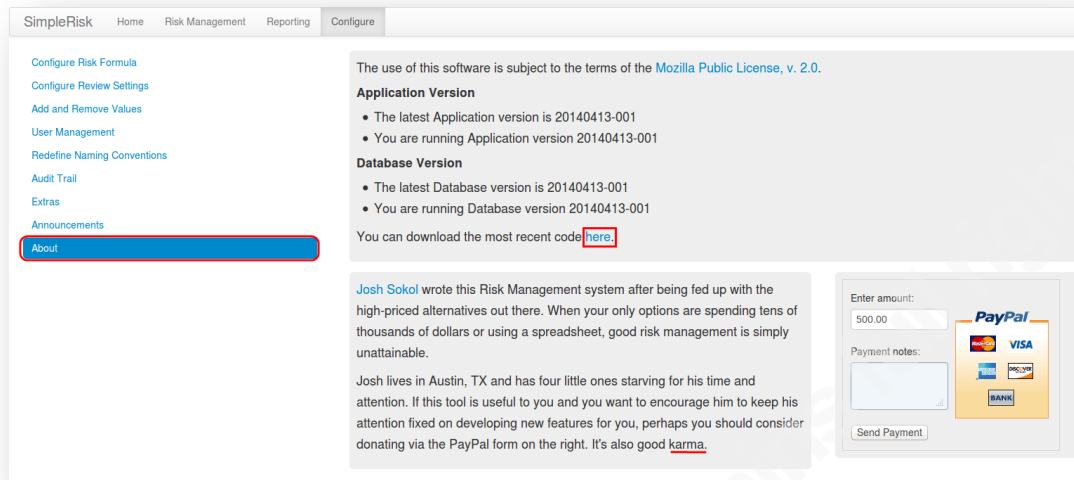 SimpleRisk Home Risk Management Reporting Configure
Configure Risk Formula
Configure Review Settings
Add and Remove Values
User Management
Redefine Naming Conventions
Audit Trail
Extras
Announcements
About
The use of this software is subject to the terms of the Mozilla Public License, v. 2.0.
Application Version
• The latest Application version is 20140413-001
• You are running Application version 20140413-001
Database Version
• The latest Database version is 20140413-001
• You are running Database version 20140413-001
You can download the most recent code here.
Josh Sokol wrote this Risk Management system after being fed up with the
high-priced alternatives out there. When your only options are spending tens of
thousands of dollars or using a spreadsheet, good risk management is simply
unattainable.
Josh lives in Austin, TX and has four little ones starving for his time and
attention. If this tool is useful to you and you want to encourage him to keep his
attention fixed on developing new features for you, perhaps you should consider
donating via the PayPal form on the right. It's also good karma.
Enter amount:
500.00
Payment notes:
Send Payment
PayPal
MasterCard VISA
DISCOVER
BANK